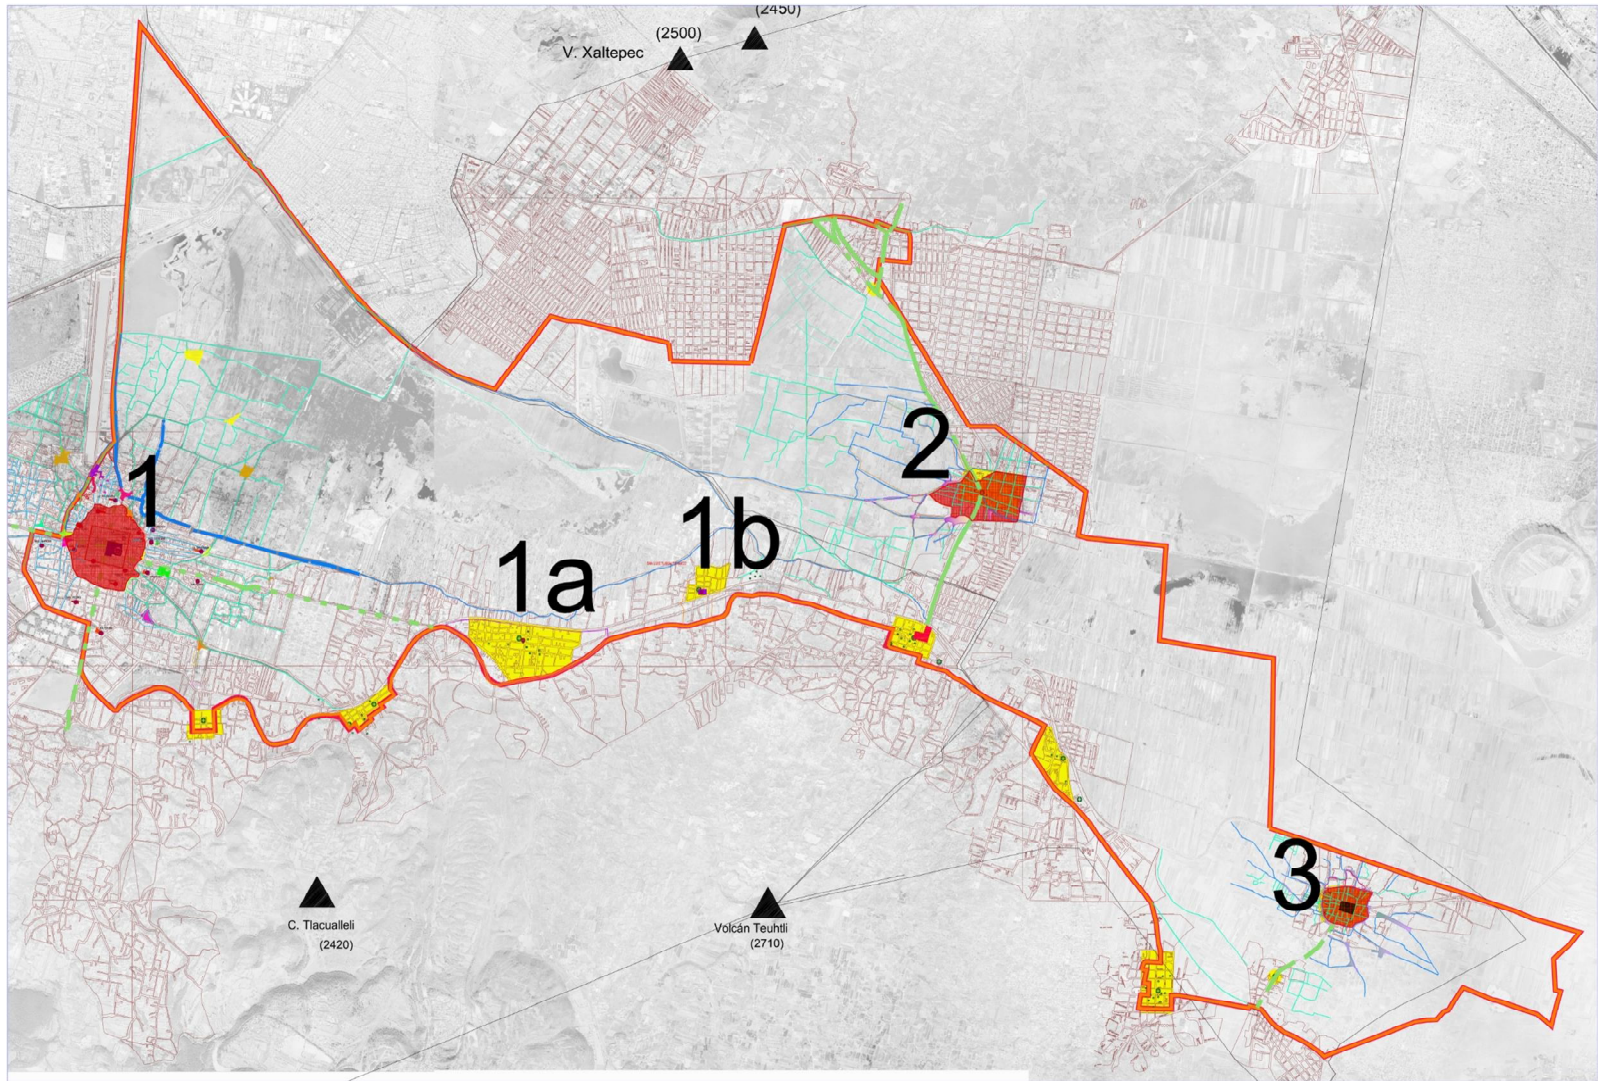 (2500)
(2450)
V. Xaltepec
1
2
1b
1a
3
C. Tlacualleli
(2420)
Volcán Teuhtli
(2710)